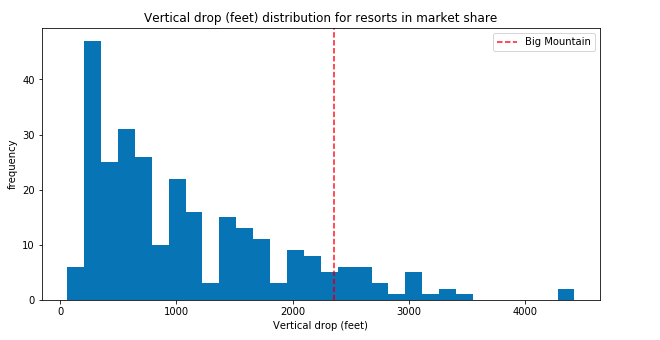 Vertical drop (feet) distribution for resorts in market share
Big Mountain
frequency
40
30
20
10
0
0 1000 2000 3000 4000
Vertical drop (feet)